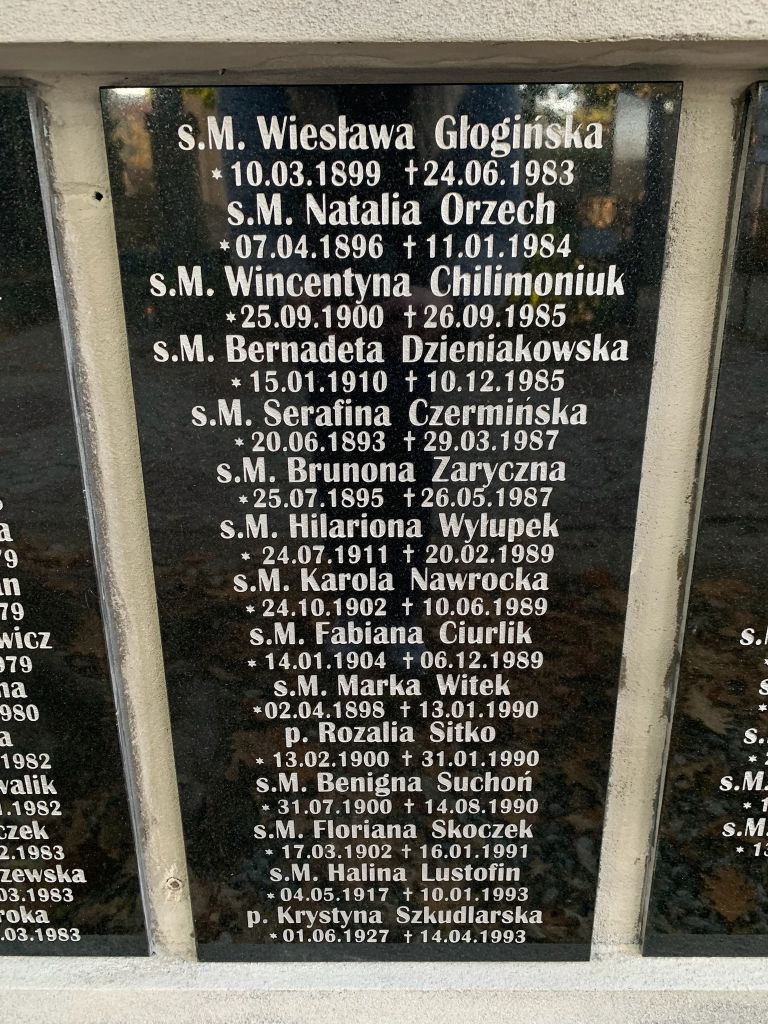 s.M. Wiesława Głogińska
* 10.03.1899 † 24.06.1983
s.M. Natalia Orzech
* 07.04.1896 † 11.01.1984
s.M. Wincentyna Chilimoniuk
* 25.09.1900 † 26.09.1985
s.M. Bernadeta Dzieniakowska
* 15.01.1910 † 10.12.1985
s.M. Serafina Czermińska
* 20.06.1893 † 29.03.1987
s.M. Brunona Zaryczna
* 25.07.1895 † 26.05.1987
s.M. Hilariona Wyłupek
* 24.07.1911 † 20.02.1989
s.M. Karola Nawrocka
* 24.10.1902 † 10.06.1989
s.M. Fabiana Ciurlik
* 14.01.1904 † 06.12.1989
s.M. Marka Witek
* 02.04.1898 † 13.01.1990
p. Rozalia Sitko
* 13.02.1900 † 31.01.1990
s.M. Benigna Suchoń
* 31.07.1900 † 14.08.1990
s.M. Floriana Skoczek
* 17.03.1902 † 16.01.1991
s.M. Halina Lustofin
* 04.05.1917 † 10.01.1993
p. Krystyna Szkudlarska
* 01.06.1927 † 14.04.1993